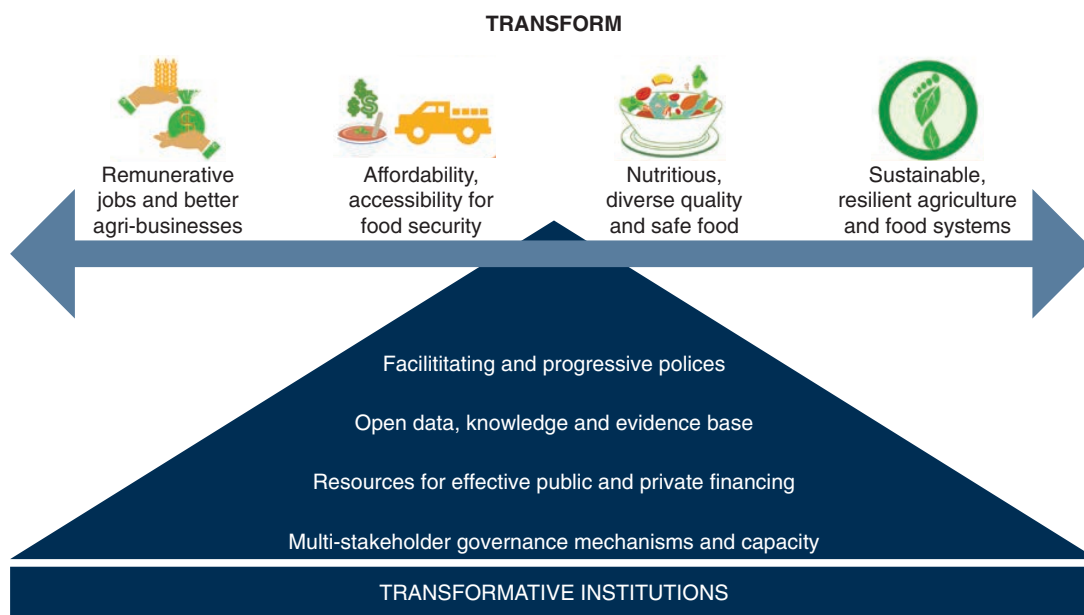 TRANSFORM
Remunerative
jobs and better
agri-businesses
Affordability,
accessibility for
food security
Nutritious,
diverse quality
and safe food
Sustainable,
resilient agriculture
and food systems
Facilititating and progressive polices
Open data, knowledge and evidence base
Resources for effective public and private financing
Multi-stakeholder governance mechanisms and capacity
TRANSFORMATIVE INSTITUTIONS